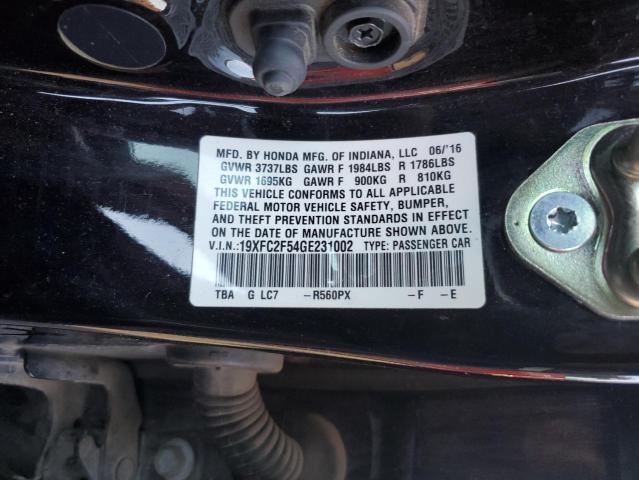 MFD. BY HONDA MFG. OF INDIANA, LLC 06/'16
GVWR 3737LBS GAWR F 1984LBS R 1786LBS
GVWR 1695KG GAWR F 900KG R 810KG
THIS VEHICLE CONFORMS TO ALL APPLICABLE
FEDERAL MOTOR VEHICLE SAFETY, BUMPER,
AND THEFT PREVENTION STANDARDS IN EFFECT
ON THE DATE OF MANUFACTURE SHOWN ABOVE.
V.I.N.:19XFC2F54GE231002 TYPE: PASSENGER CAR
TBA G LC7 -R560PX -F -E